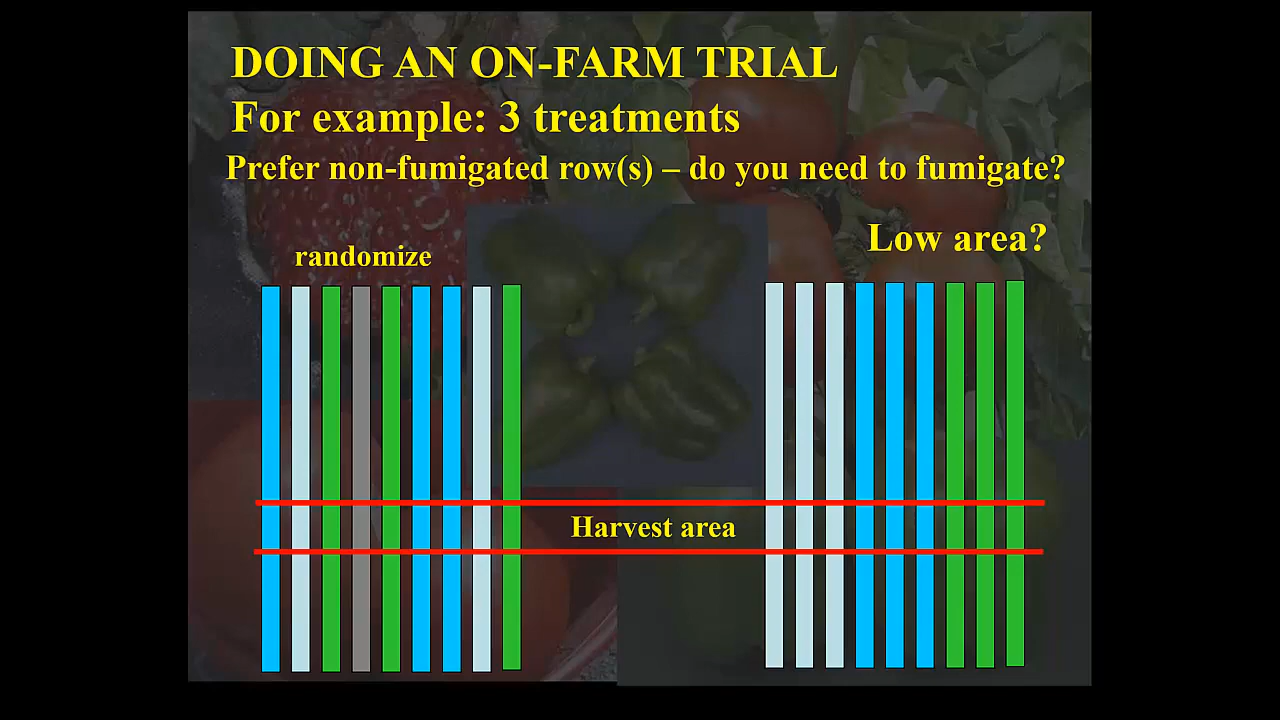 DOING AN ON-FARM TRIAL
For example: 3 treatments
Prefer non-fumigated row(s) – do you need to fumigate?
Low area?
randomize
Harvest area